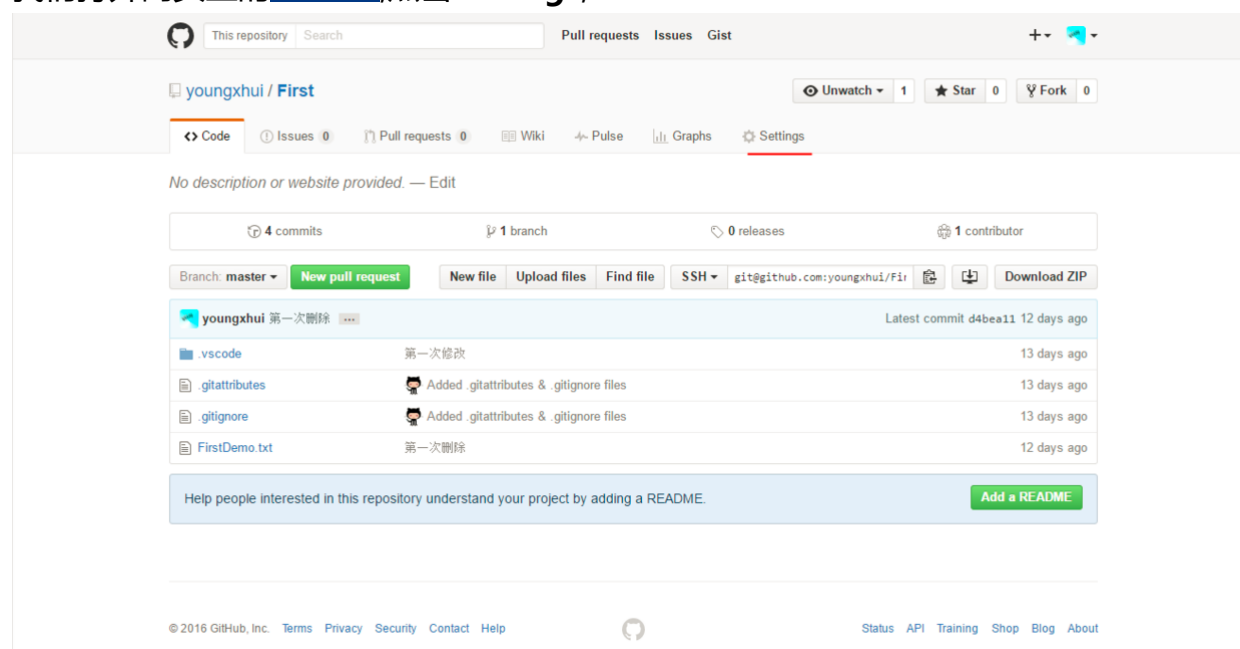 This repository Search Pull requests Issues Gist
youngxhui / First Unwatch 1 Star 0 Fork 0
Code Issues 0 Pull requests 0 Wiki Pulse Graphs Settings
No description or website provided. — Edit
4 commits 1 branch 0 releases 1 contributor
Branch: master New pull request New file Upload files Find file SSH git@github.com:youngxhui/Fir Download ZIP
youngxhui 第一次删除 ... Latest commit d4bea11 12 days ago
.vscode 第一次修改 13 days ago
.gitattributes Added .gitattributes & .gitignore files 13 days ago
.gitignore Added .gitattributes & .gitignore files 13 days ago
FirstDemo.txt 第一次删除 12 days ago
Help people interested in this repository understand your project by adding a README. Add a README
© 2016 GitHub, Inc. Terms Privacy Security Contact Help Status API Training Shop Blog About